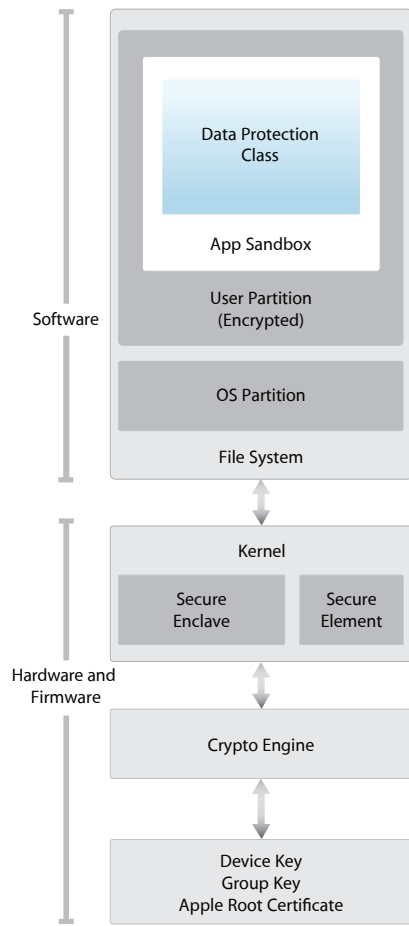 Data Protection
Class
App Sandbox
User Partition
(Encrypted)
Software
OS Partition
File System
Kernel
Secure
Enclave
Secure
Element
Hardware and
Firmware
Crypto Engine
Device Key
Group Key
Apple Root Certificate